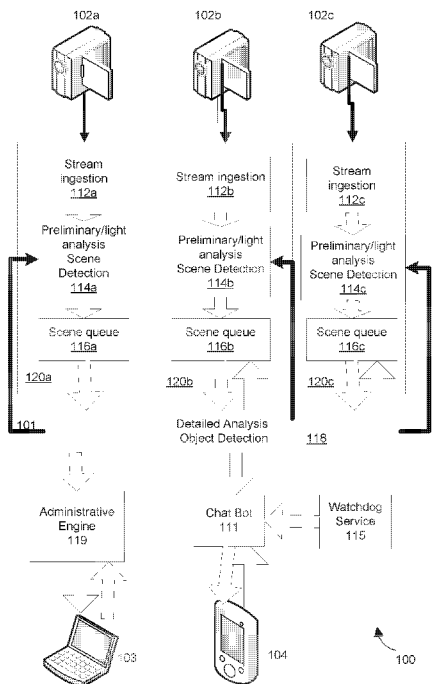 102a
102b
102c
Stream
ingestion
112a
Stream ingestion
112b
Stream
ingestion
112c
Preliminary/light
analysis
Scene
Detection
114a
Preliminary/light
analysis
Scene Detection
114b
Preliminary/light
analysis
Scene Detection
114c
Scene queue
116a
Scene queue
116b
Scene queue
116c
120a
120b
120c
101
Detailed Analysis
Object Detection
118
Administrative
Engine
119
Chat Bot
111
Watchdog
Service
115
103
104
100